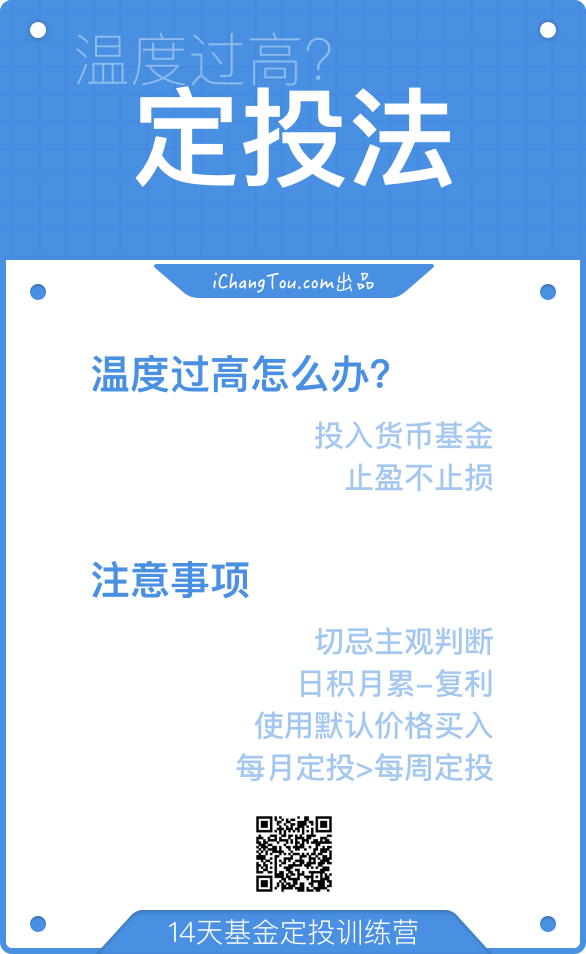 温度过高？
定投法
iChangTou.com出品
温度过高怎么办？
投入货币基金
止盈不止损
注意事项
切忌主观判断
日积月累–复利
使用默认价格买入
每月定投>每周定投
14天基金定投训练营